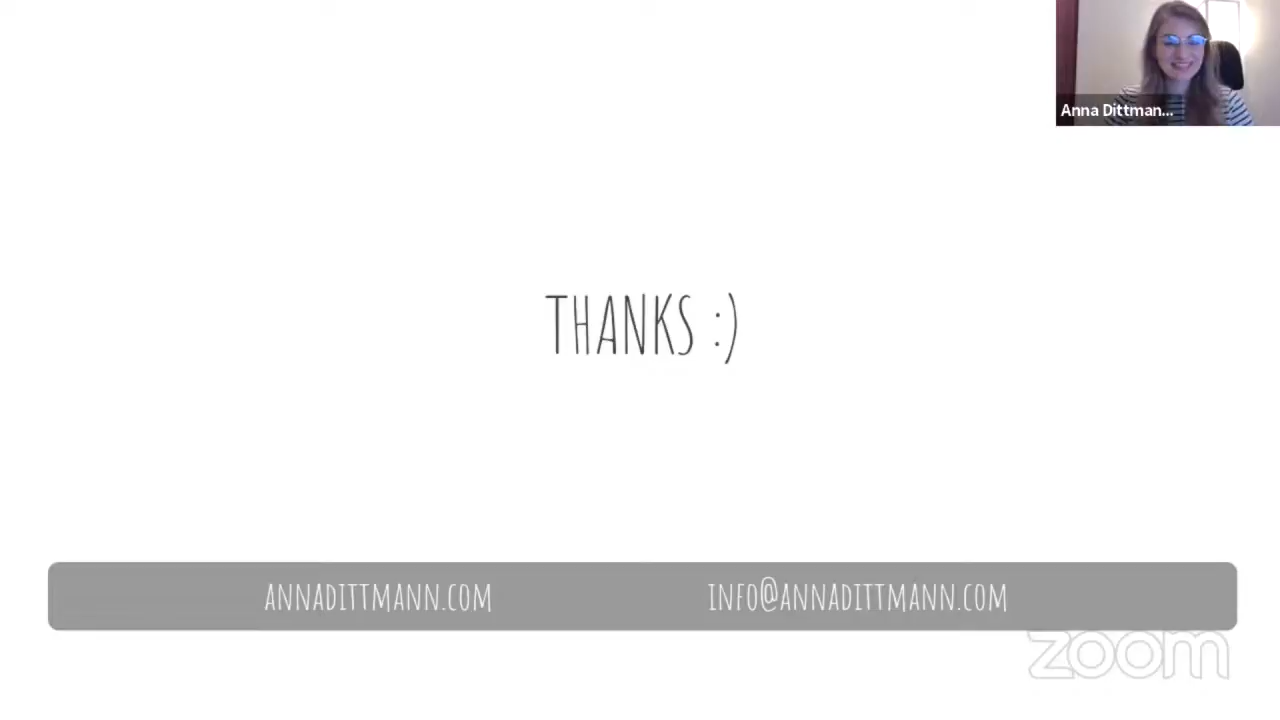 Anna Dittman...
THANKS :)
ANNADITTMANN.COM
INFO@ANNADITTMANN.COM
zoom